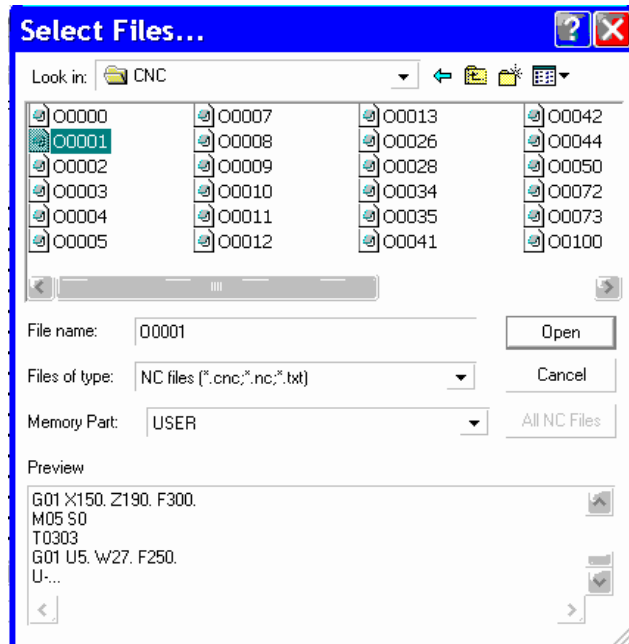 Select Files...
Look in: CNC
O0000 O0007 O0013 O0042
O0001 O0008 O0026 O0044
O0002 O0009 O0028 O0050
O0003 O0010 O0034 O0072
O0004 O0011 O0035 O0073
O0005 O0012 O0041 O0100
File name: O0001 Open
Files of type: NC files (*.cnc;*.nc;*.txt) Cancel
Memory Part: USER All NC Files
Preview
G01 X150. Z190. F300.
M05 S0
T0303
G01 U5. W27. F250.
U-...